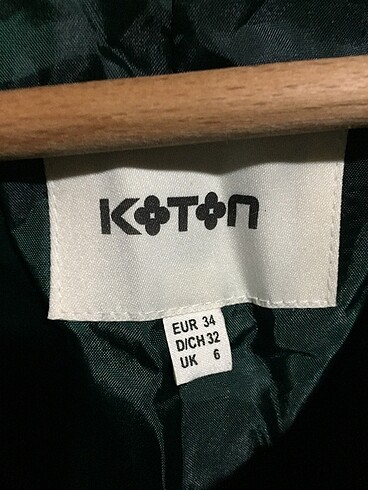 KOTON
EUR 34
D/CH 32
UK 6